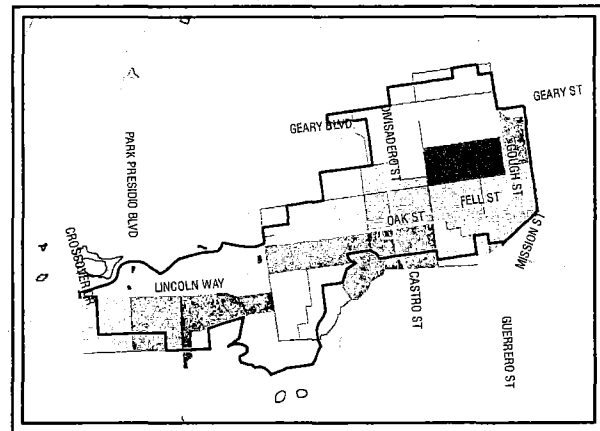 GEARY ST
GEARY BLVD
DIVISADERO ST
PARK PRESIDIO BLVD
GOUGH ST
FELL ST
OAK ST
MISSION ST
CROSSOVER DR
LINCOLN WAY
CASTRO ST
GUERRERO ST